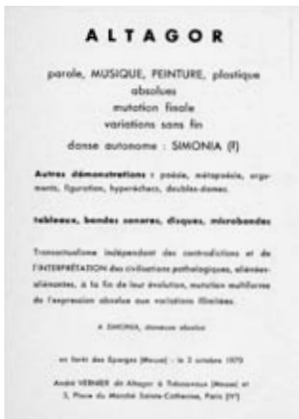 ALTAGOR
parole, MUSIQUE, PEINTURE, plastique
absolues
mutation finale
variations sans fin
danse autonome : SIMONIA
Autres démonstrations : poésie, métapoésie, argu-
ments, figuration, hyperéchecs, doubles-dames.
tableaux, bandes sonores, disques, microbandes
Transactualisme indépendant des contradictions et de
l'INTERPRÉTATION des civilisations pathologiques, aliénées-
aliénantes, à la fin de leur évolution, mutation multiforme
de l'expression absolue aux variations illimitées.
A SIMONIA, danseuse absolue
en forêt des Eparges (Meuse) - le 2 octobre 1970
André VERNIER dit Altagor à Trésauvaux (Meuse) et
5, Place du Marché Sainte-Catherine, Paris